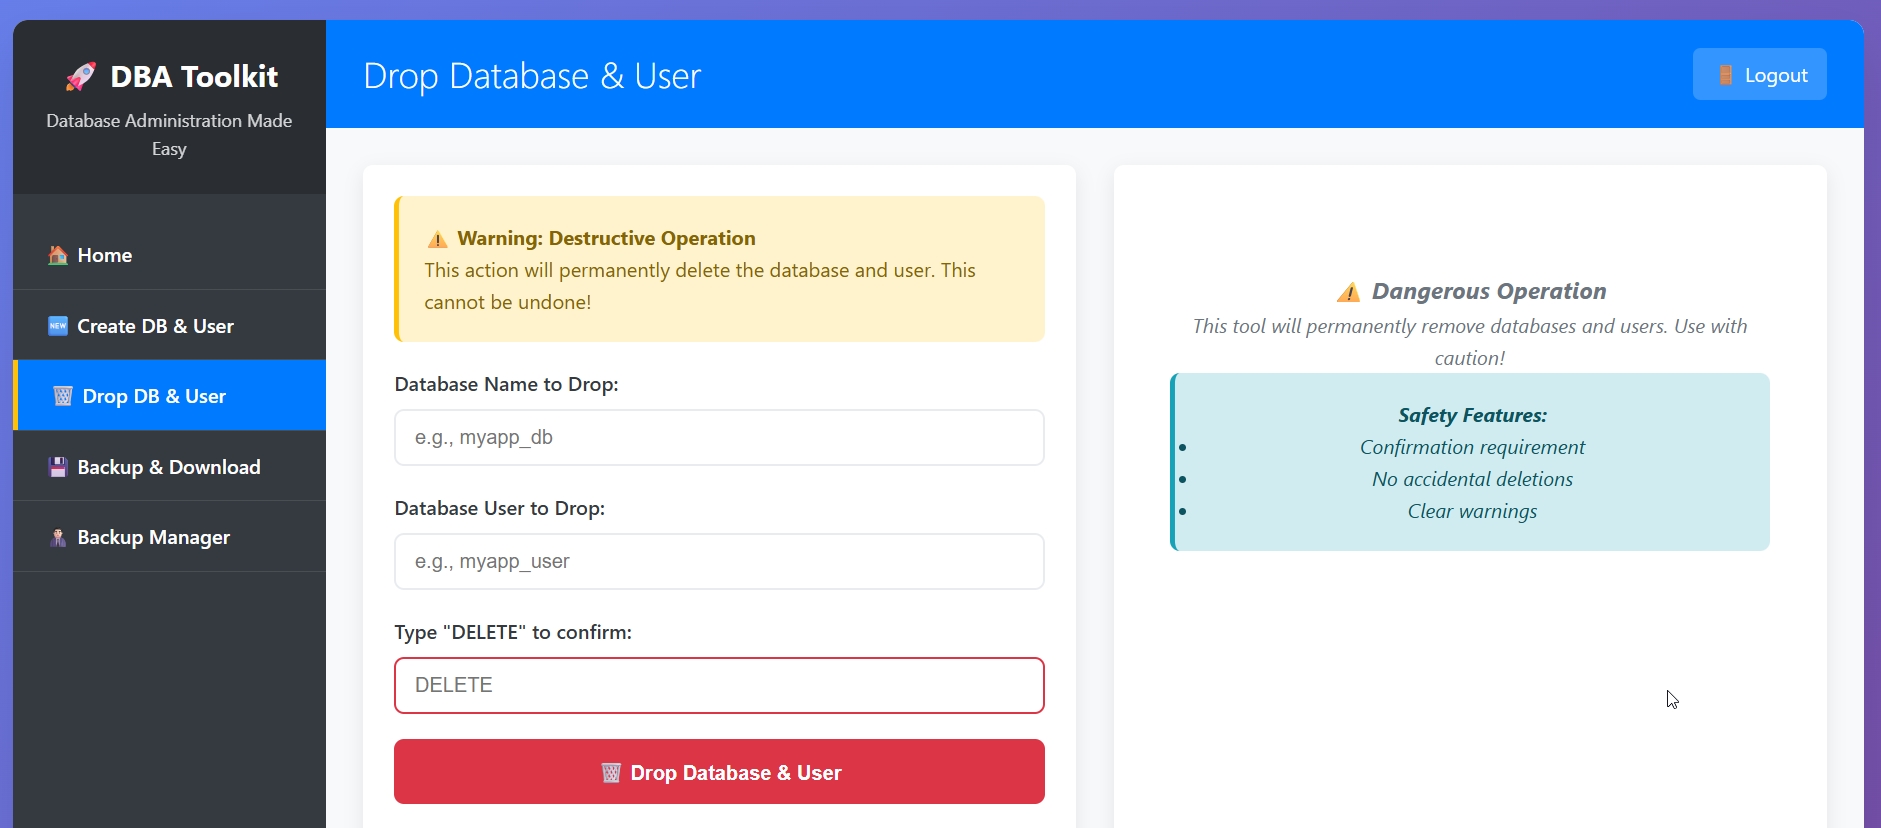 DBA Toolkit
Database Administration Made
Easy
Home
NEW
Create DB & User
Drop DB & User
Backup & Download
Backup Manager
Drop Database & User
Logout
Warning: Destructive Operation
This action will permanently delete the database and user. This
cannot be undone!
Database Name to Drop:
e.g., myapp_db
Database User to Drop:
e.g., myapp_user
Type "DELETE" to confirm:
DELETE
Drop Database & User
Dangerous Operation
This tool will permanently remove databases and users. Use with
caution!
Safety Features:
Confirmation requirement
No accidental deletions
Clear warnings